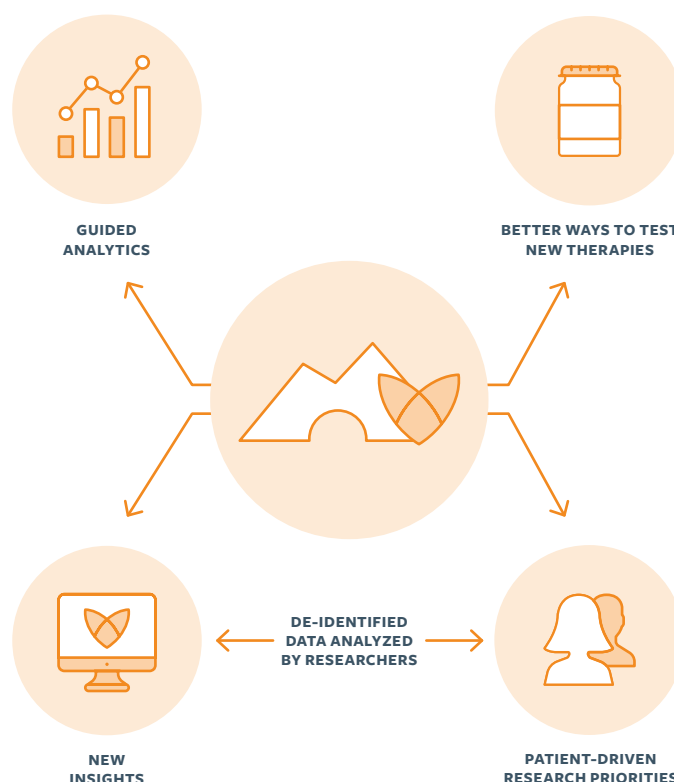 GUIDED
ANALYTICS
BETTER WAYS TO TEST
NEW THERAPIES
DE-IDENTIFIED
DATA ANALYZED
BY RESEARCHERS
NEW
INSIGHTS
PATIENT-DRIVEN
RESEARCH PRIORITIES